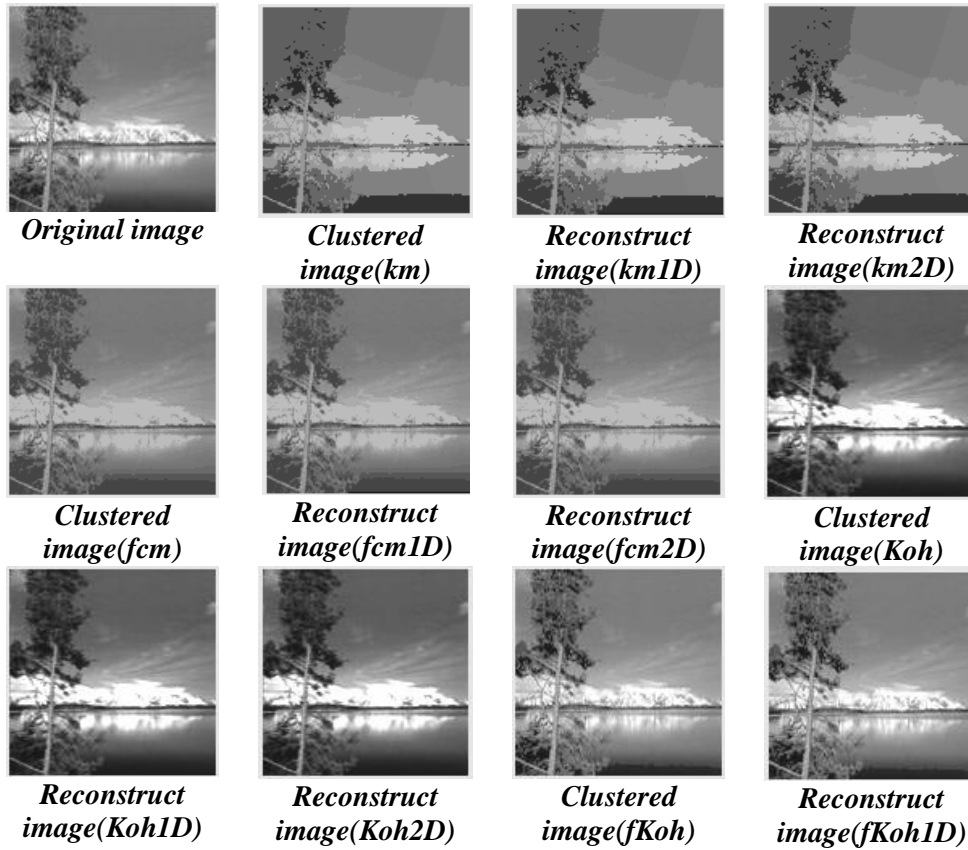 Original image
Clustered
image(km)
Reconstruct
image(km1D)
Reconstruct
image(km2D)
Clustered
image(fcm)
Reconstruct
image(fcm1D)
Reconstruct
image(fcm2D)
Clustered
image(Koh)
Reconstruct
image(Koh1D)
Reconstruct
image(Koh2D)
Clustered
image(fKoh)
Reconstruct
image(fKoh1D)